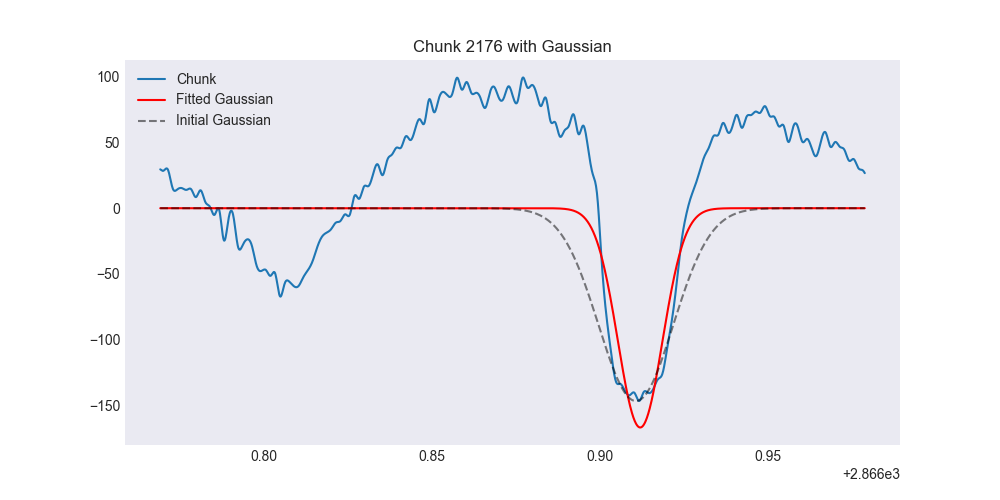 Chunk 2176 with Gaussian
Chunk
Fitted Gaussian
Initial Gaussian
100
50
0
−50
−100
−150
0.80 0.85 0.90 0.95
+2.866e3